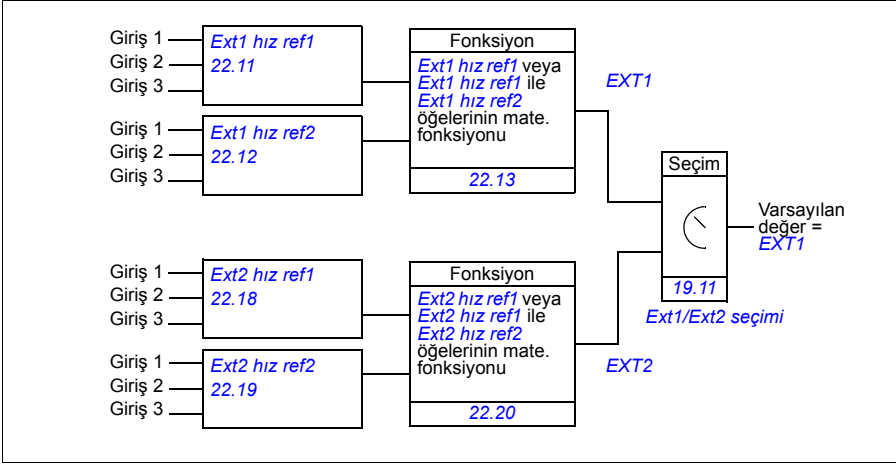 Giriş 1
Giriş 2
Giriş 3
Ext1 hız ref1
22.11
Giriş 1
Giriş 2
Giriş 3
Ext1 hız ref2
22.12
Fonksiyon
Ext1 hız ref1 veya
Ext1 hız ref1 ile
Ext1 hız ref2
öğelerinin mate.
fonksiyonu
22.13
EXT1
Giriş 1
Giriş 2
Giriş 3
Ext2 hız ref1
22.18
Giriş 1
Giriş 2
Giriş 3
Ext2 hız ref2
22.19
Fonksiyon
Ext2 hız ref1 veya
Ext2 hız ref1 ile
Ext2 hız ref2
öğelerinin mate.
fonksiyonu
22.20
EXT2
Seçim
19.11
Ext1/Ext2 seçimi
Varsayılan
değer =
EXT1